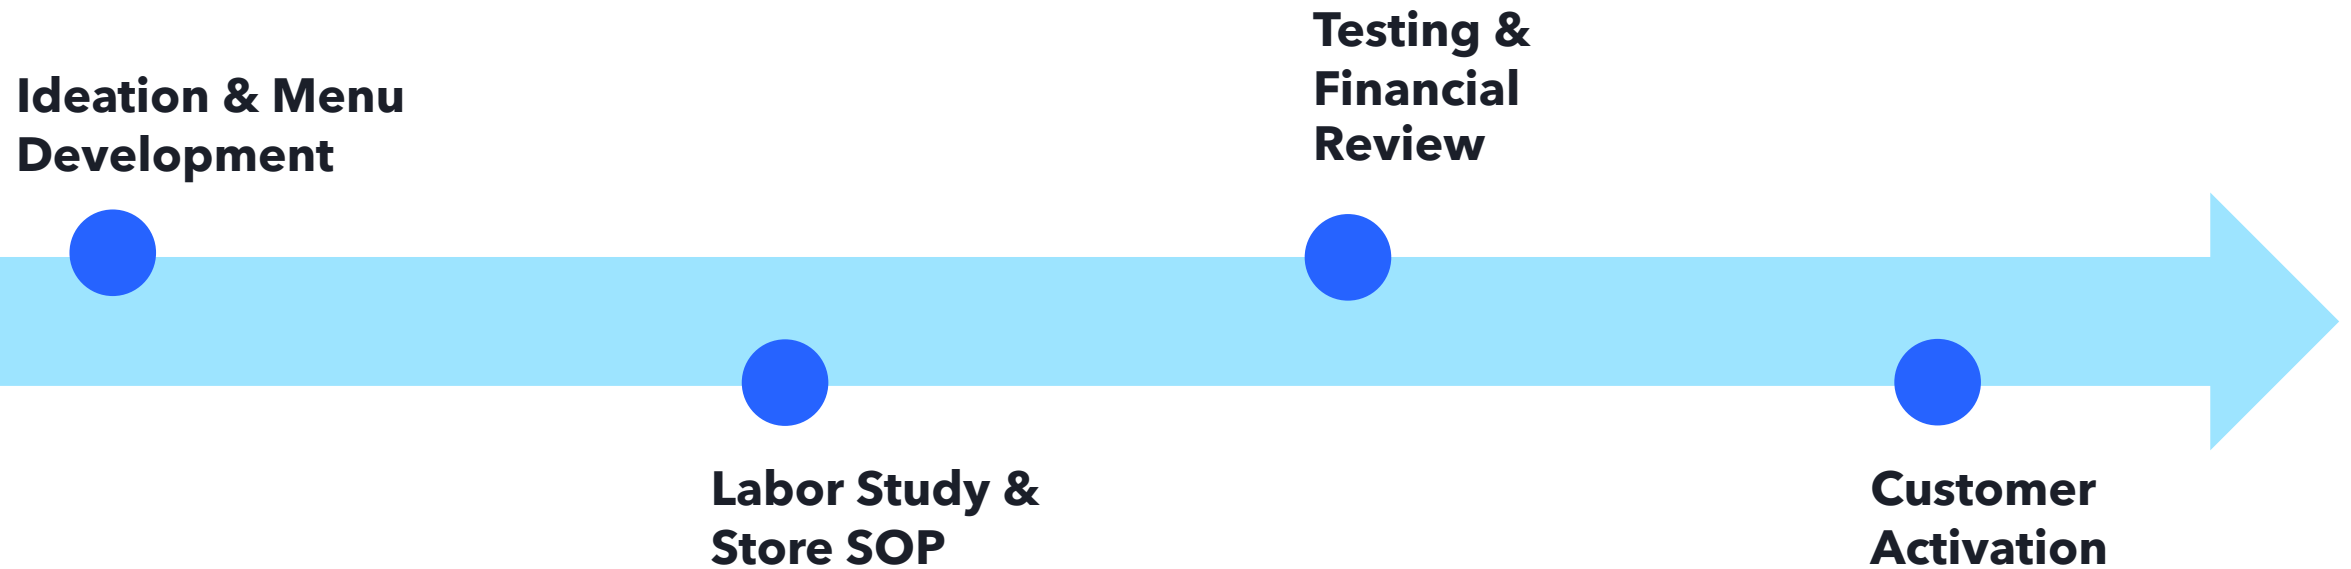 Ideation & Menu
Development
Labor Study &
Store SOP
Testing &
Financial
Review
Customer
Activation